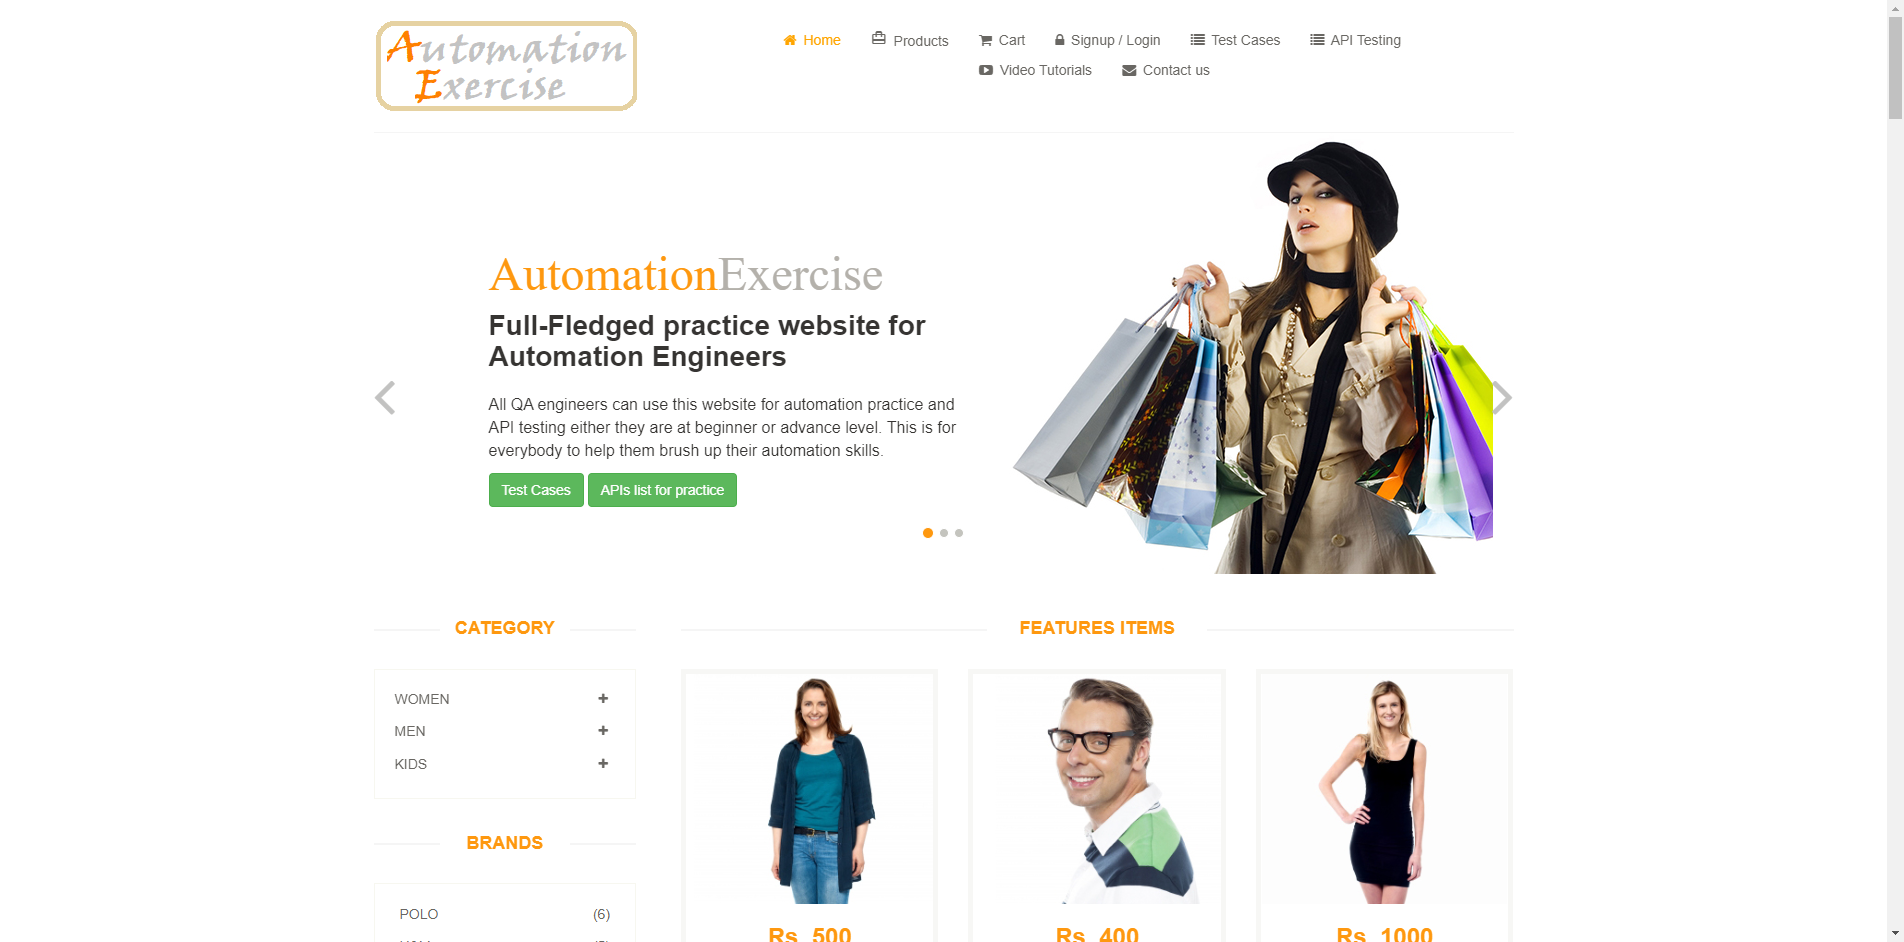 Automation
Exercise
Home
Products
Cart
Signup / Login
Test Cases
API Testing
Video Tutorials
Contact us
AutomationExercise
Full-Fledged practice website for
Automation Engineers
All QA engineers can use this website for automation practice and
API testing either they are at beginner or advance level. This is for
everybody to help them brush up their automation skills.
Test Cases
APIs list for practice
CATEGORY
WOMEN
MEN
KIDS
BRANDS
POLO (6)
FEATURES ITEMS
Rs. 500
Rs. 400
Rs. 1000